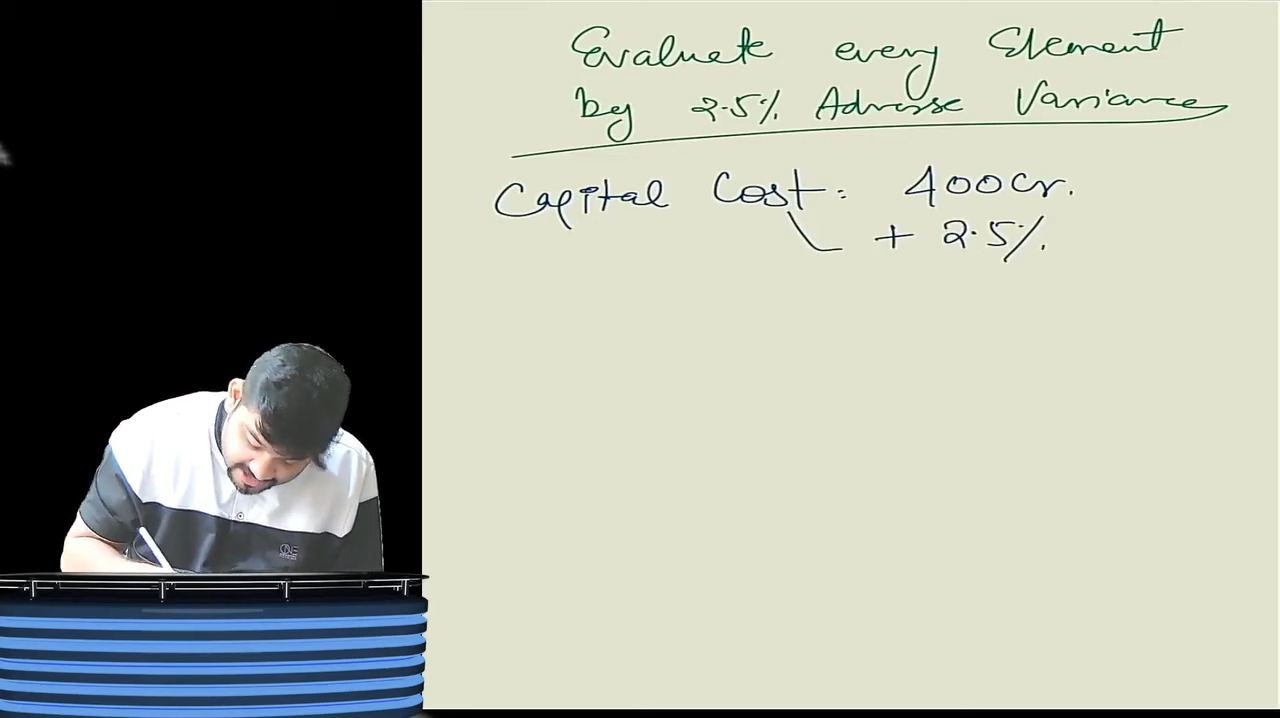 Evaluate every Element
by 2.5% Adverse Variance
Capital Cost: 400Cr.
+ 2.5%.